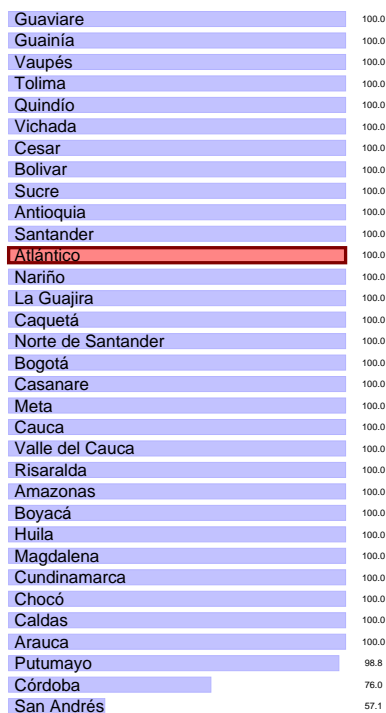 Guaviare 100.0
Guainía 100.0
Vaupés 100.0
Tolima 100.0
Quindío 100.0
Vichada 100.0
Cesar 100.0
Bolivar 100.0
Sucre 100.0
Antioquia 100.0
Santander 100.0
Atlántico 100.0
Nariño 100.0
La Guajira 100.0
Caquetá 100.0
Norte de Santander 100.0
Bogotá 100.0
Casanare 100.0
Meta 100.0
Cauca 100.0
Valle del Cauca 100.0
Risaralda 100.0
Amazonas 100.0
Boyacá 100.0
Huila 100.0
Magdalena 100.0
Cundinamarca 100.0
Chocó 100.0
Caldas 100.0
Arauca 100.0
Putumayo 98.8
Córdoba 76.0
San Andrés 57.1